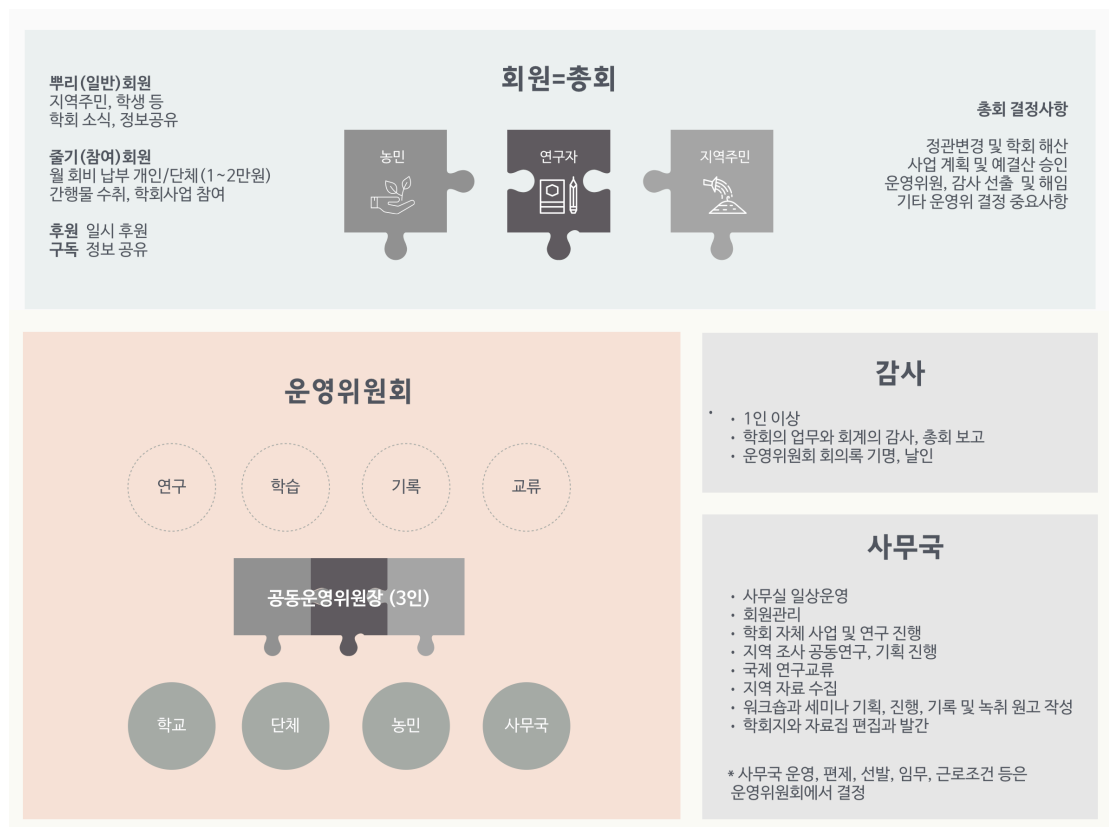 회원=총회
뿌리(일반)회원
지역주민, 학생 등
학회 소식, 정보공유
줄기(참여)회원
월 회비 납부 개인/단체(1~2만원)
간행물 수취, 학회사업 참여
후원 일시 후원
구독 정보 공유
농민
연구자
지역주민
총회 결정사항
정관변경 및 학회 해산
사업 계획 및 예결산 승인
운영위원, 감사 선출 및 해임
기타 운영위 결정 중요사항
운영위원회
연구
학습
기록
교류
공동운영위원장 (3인)
학교
단체
농민
사무국
감사
•
• 1인 이상
• 학회의 업무와 회계의 감사, 총회 보고
• 운영위원회 회의록 기명, 날인
사무국
• 사무실 일상운영
• 회원관리
• 학회 자체 사업 및 연구 진행
• 지역 조사 공동연구, 기획 진행
• 국제 연구교류
• 지역 자료 수집
• 워크숍과 세미나 기획, 진행, 기록 및 녹취 원고 작성
• 학회지와 자료집 편집과 발간
* 사무국 운영, 편제, 선발, 임무, 근로조건 등은
운영위원회에서 결정